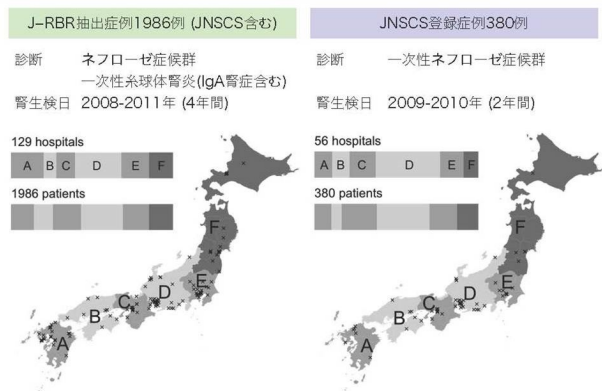 J-RBR抽出症例1986例 (JNSCS含む)
診断 ネフローゼ症候群
一次性糸球体腎炎(IgA腎症含む)
腎生検日 2008-2011年 (4年間)
129 hospitals
A B C D E F
1986 patients
F
E
D
C
B
A
JNSCS登録症例380例
診断 一次性ネフローゼ症候群
腎生検日 2009-2010年 (2年間)
56 hospitals
A B C D E F
380 patients
F
E
D
C
B
A